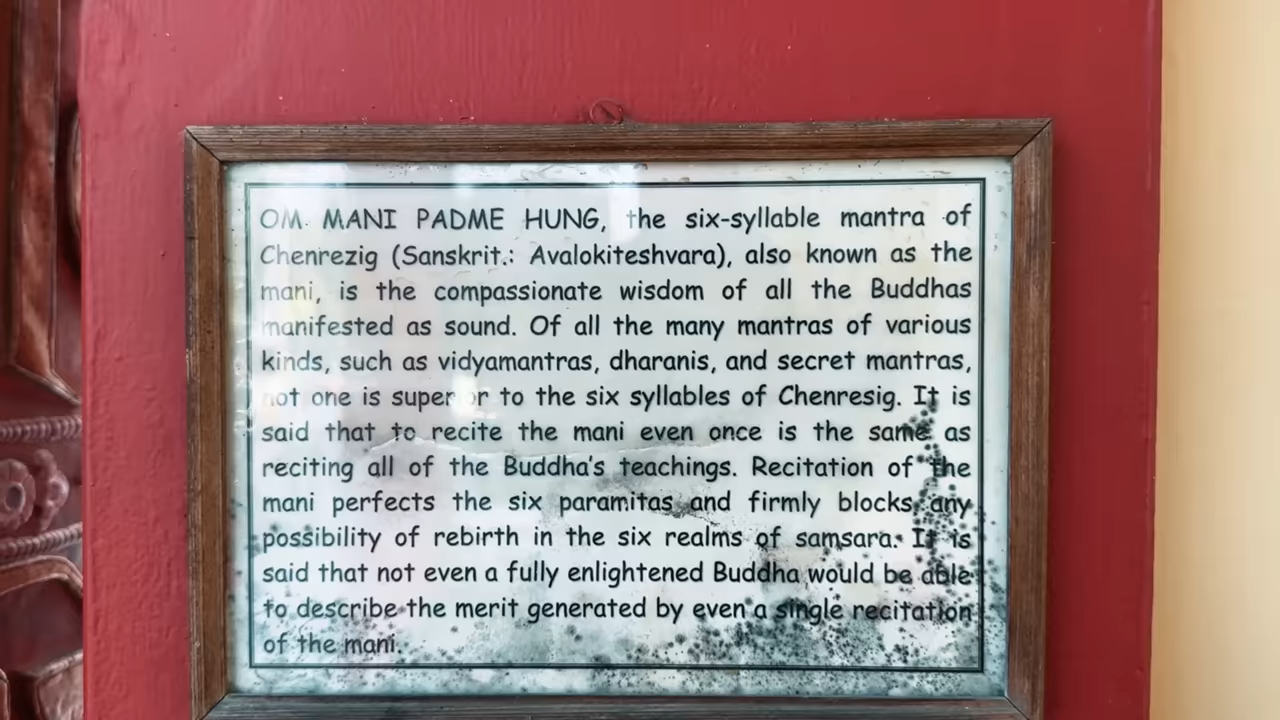 OM MANI PADME HUNG, the six-syllable mantra of
Chenrezig (Sanskrit.: Avalokiteshvara), also known as the
mani, is the compassionate wisdom of all the Buddhas
manifested as sound. Of all the many mantras of various
kinds, such as vidyamantras, dharanis, and secret mantras,
not one is superior to the six syllables of Chenresig. It is
said that to recite the mani even once is the same as
reciting all of the Buddha's teachings. Recitation of the
mani perfects the six paramitas and firmly blocks any
possibility of rebirth in the six realms of samsara. It is
said that not even a fully enlightened Buddha would be able
to describe the merit generated by even a single recitation
of the mani.